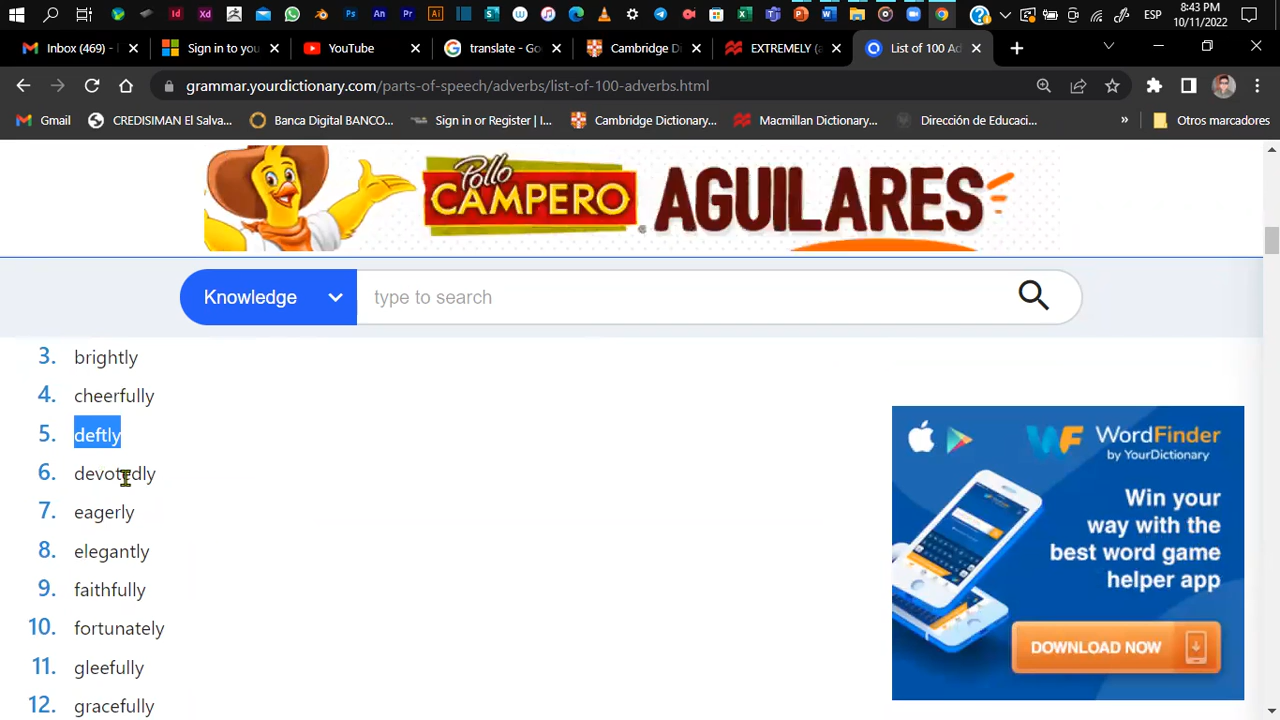 8:43 PM
ESP
10/11/2022
Inbox (469) -
Sign in to you
YouTube
translate - Go
Cambridge D
EXTREMELY (a
List of 100 Ad
grammar.yourdictionary.com/parts-of-speech/adverbs/list-of-100-adverbs.html
Gmail
CREDISIMAN El Salva...
Banca Digital BANCO...
Sign in or Register | I...
Cambridge Dictionary...
Macmillan Dictionary...
Dirección de Educaci...
»
Otros marcadores
Pollo
CAMPERO
AGUILARES
Knowledge
type to search
3. brightly
4. cheerfully
5. deftly
6. devotedly
7. eagerly
8. elegantly
9. faithfully
10. fortunately
11. gleefully
12. gracefully
WordFinder
by YourDictionary
Win your
way with the
best word game
helper app
DOWNLOAD NOW